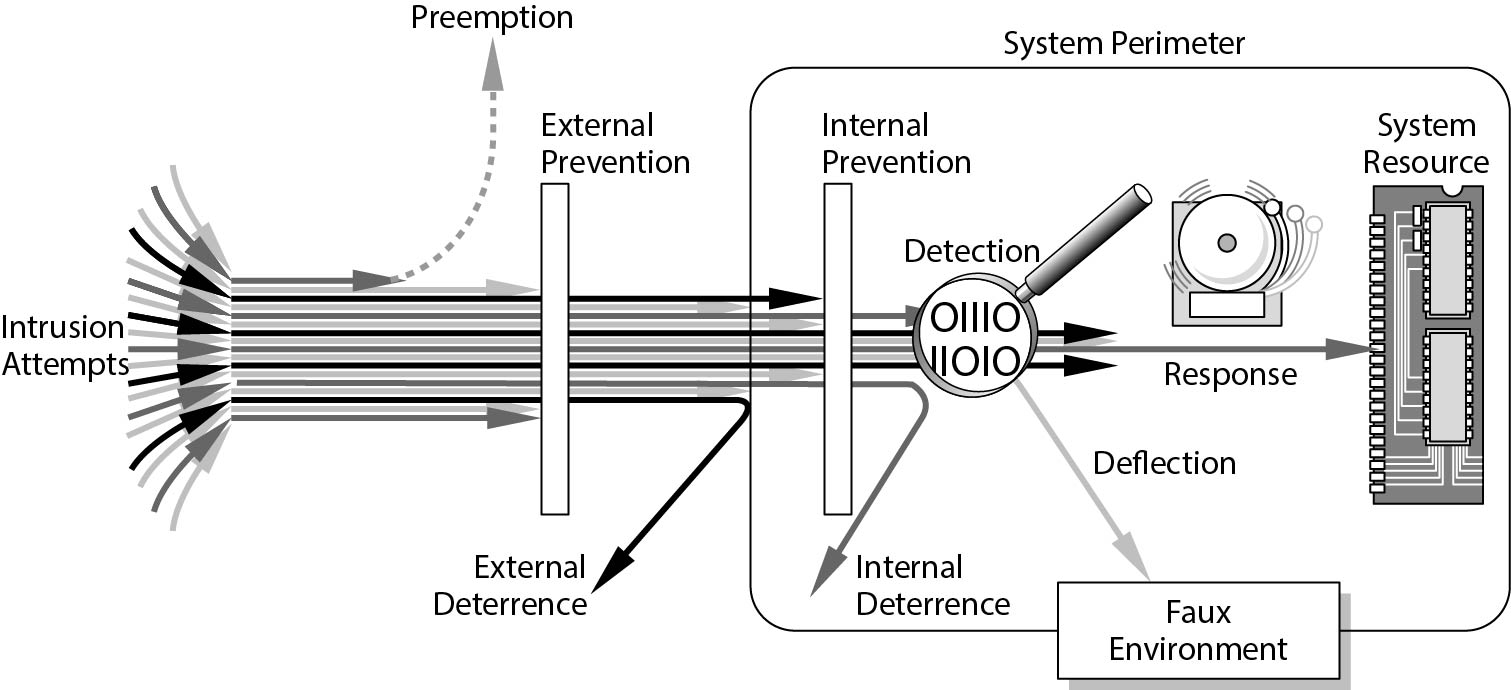 Preemption
System Perimeter
External
Prevention
Internal
Prevention
System
Resource
Detection
OIIIO
IIOIO
Intrusion
Attempts
Response
Deflection
External
Deterrence
Internal
Deterrence
Faux
Environment